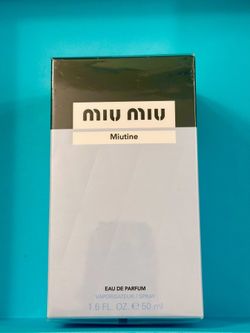 miu miu
Miutine
EAU DE PARFUM
VAPORISATEUR / SPRAY
1.6 FL. OZ. ℮ 50 ml